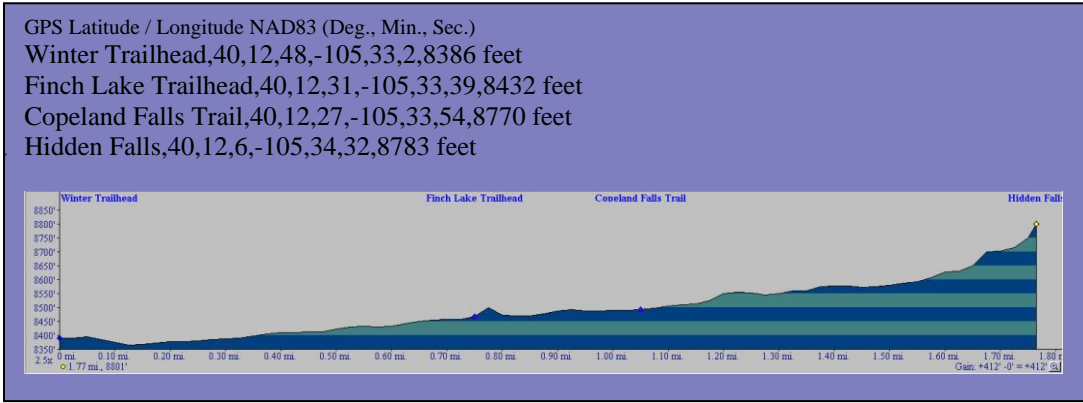 GPS Latitude / Longitude NAD83 (Deg., Min., Sec.)
Winter Trailhead,40,12,48,-105,33,2,8386 feet
Finch Lake Trailhead,40,12,31,-105,33,39,8432 feet
Copeland Falls Trail,40,12,27,-105,33,54,8770 feet
Hidden Falls,40,12,6,-105,34,32,8783 feet
Winter Trailhead Finch Lake Trailhead Copeland Falls Trail Hidden Falls
8850'
8800'
8750'
8700'
8650'
8600'
8550'
8500'
8450'
8400'
8350'
0 mi. 0.10 mi. 0.20 mi. 0.30 mi. 0.40 mi. 0.50 mi. 0.60 mi. 0.70 mi. 0.80 mi. 0.90 mi. 1.00 mi. 1.10 mi. 1.20 mi. 1.30 mi. 1.40 mi. 1.50 mi. 1.60 mi. 1.70 mi. 1.80 m
2.5x 1.77 mi., 8801' Gain: +412' -0' = +412'